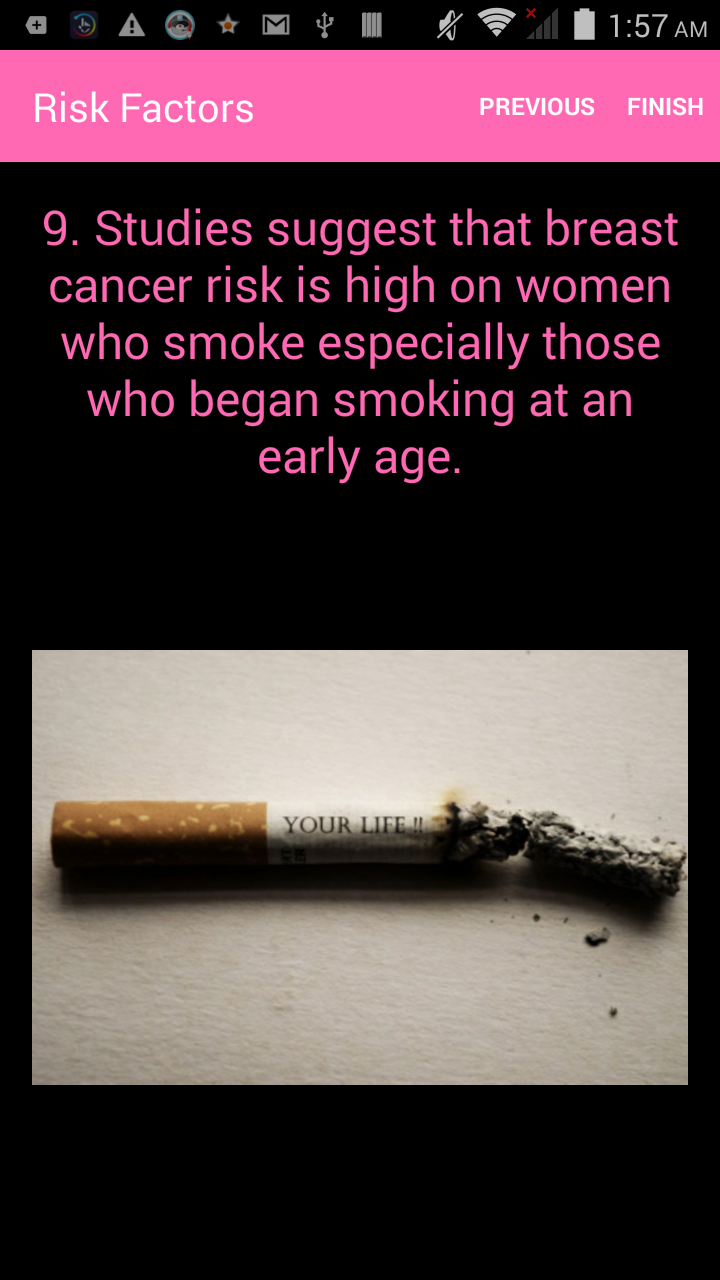 1:57 AM
Risk Factors PREVIOUS FINISH
9. Studies suggest that breast
cancer risk is high on women
who smoke especially those
who began smoking at an
early age.
YOUR LIFE !!